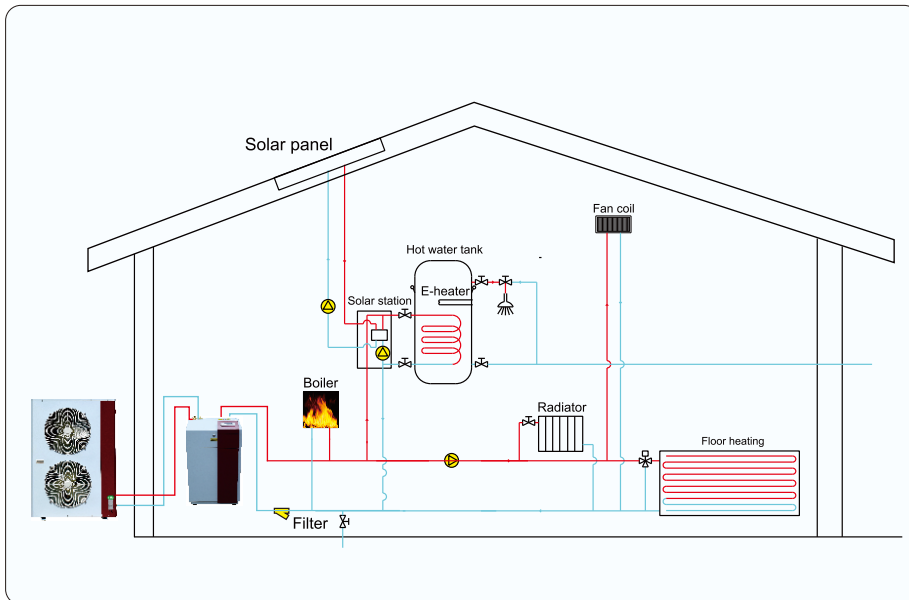 Solar panel
Fan coil
Hot water tank
E-heater
Solar station
Boiler
Radiator
Floor heating
Filter